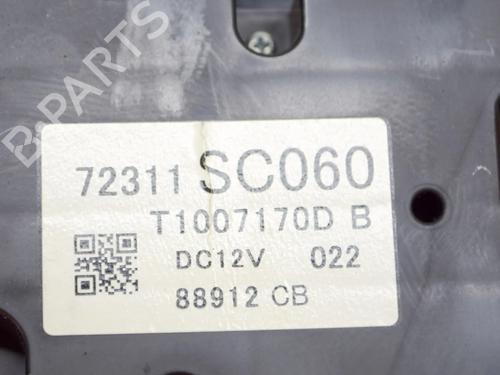 B-PARTS
72311 SC060
T1007170D B
DC12V 022
88912 CB